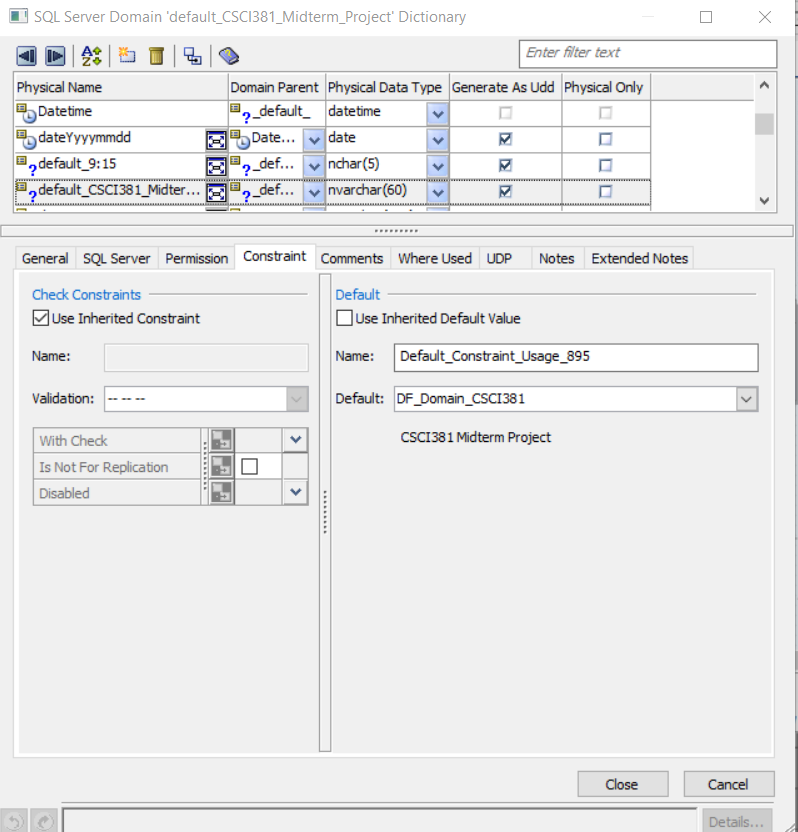 SQL Server Domain 'default_CSCI381_Midterm_Project' Dictionary
Enter filter text
Physical Name Domain Parent Physical Data Type Generate As Udd Physical Only
Datetime _default_ datetime
dateYyyymmdd Date... date
default_9:15 _def... nchar(5)
default_CSCI381_Midter... _def... nvarchar(60)
General SQL Server Permission Constraint Comments Where Used UDP Notes Extended Notes
Check Constraints Default
Use Inherited Constraint Use Inherited Default Value
Name: Name: Default_Constraint_Usage_895
Validation: -- -- -- Default: DF_Domain_CSCI381
CSCI381 Midterm Project
With Check
Is Not For Replication
Disabled
Close Cancel
Details...